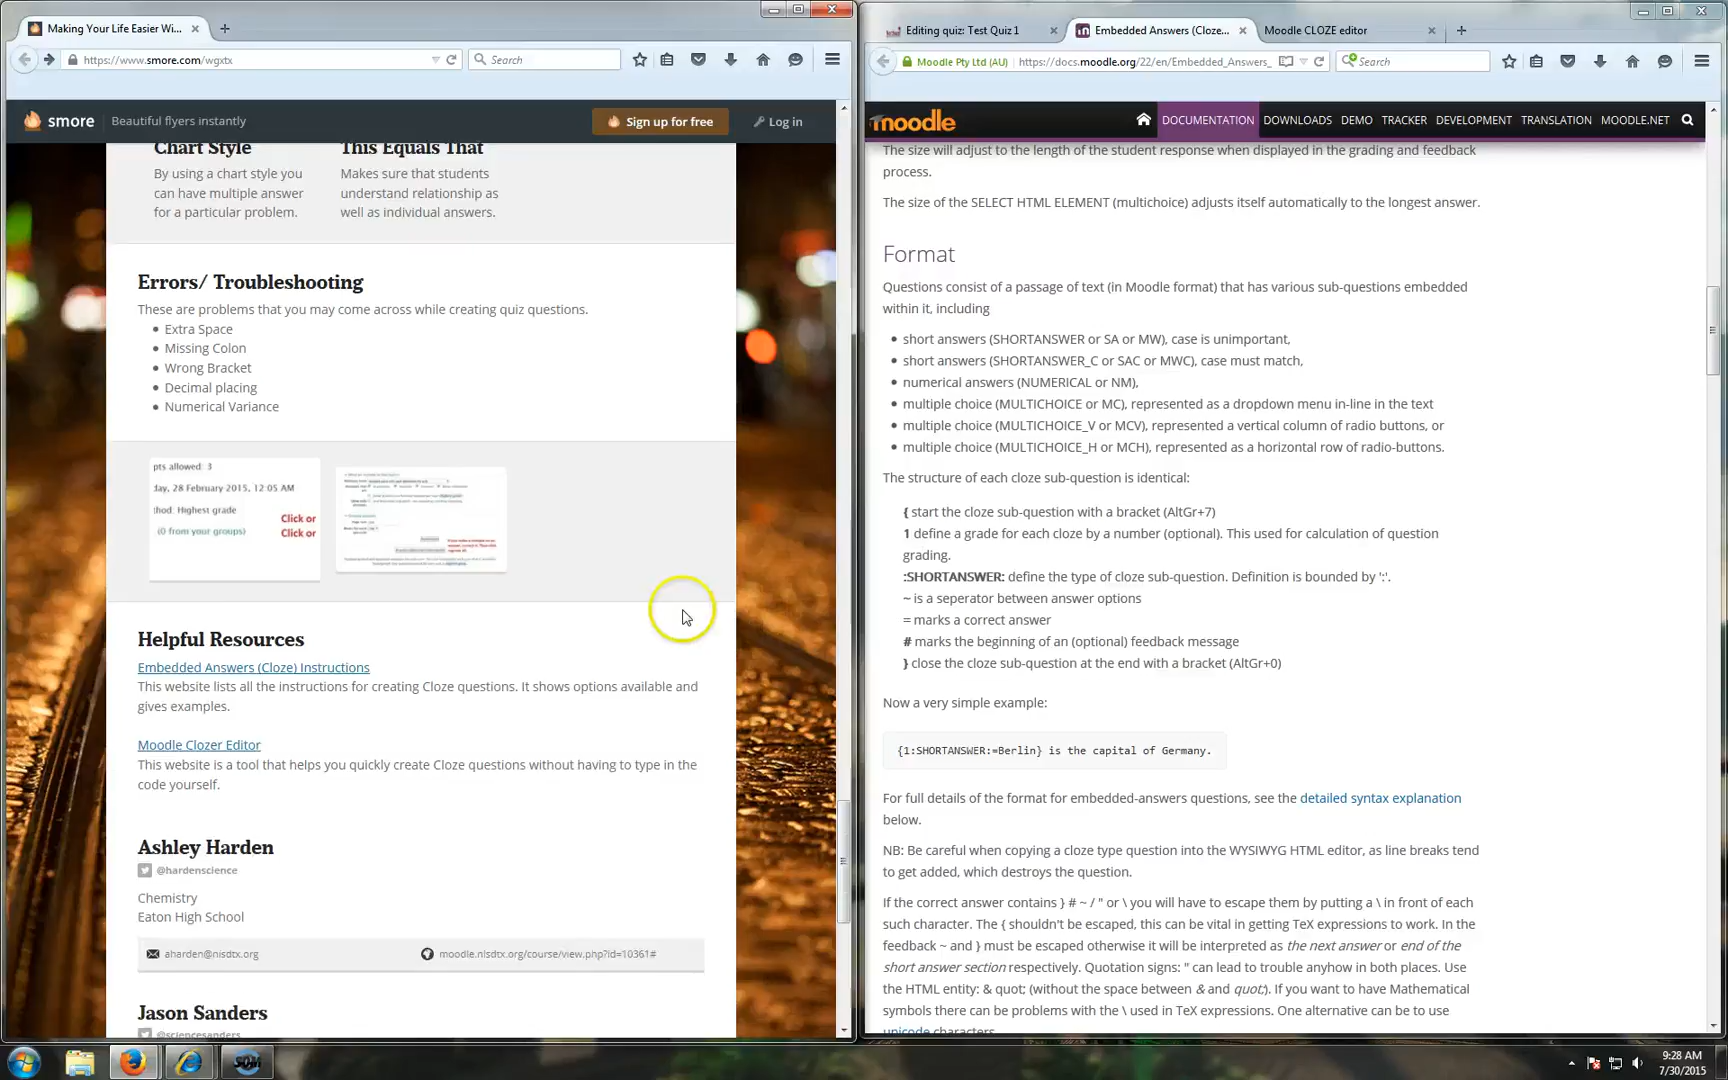 Making Your Life Easier Wi...
https://www.smore.com/wgxtx
Search
smore
Beautiful flyers instantly
Sign up for free
Log in
Chart Style
This Equals That
By using a chart style you
can have multiple answer
for a particular problem.
Makes sure that students
understand relationship as
well as individual answers.
Errors/ Troubleshooting
These are problems that you may come across while creating quiz questions.
Extra Space
Missing Colon
Wrong Bracket
Decimal placing
Numerical Variance
pts allowed: 3
day, 28 February 2015, 12:05 AM
thod: Highest grade
Click or
(0 from your groups)
Click or
Helpful Resources
Embedded Answers (Cloze) Instructions
This website lists all the instructions for creating Cloze questions. It shows options available and
gives examples.
Moodle Clozer Editor
This website is a tool that helps you quickly create Cloze questions without having to type in the
code yourself.
Ashley Harden
@hardenscience
Chemistry
Eaton High School
aharden@nisdtx.org
moodle.nisdtx.org/course/view.php?id=10361#
Jason Sanders
@sciencesanders
Editing quiz: Test Quiz 1
Embedded Answers (Cloze...
Moodle CLOZE editor
Moodle Pty Ltd (AU)
https://docs.moodle.org/22/en/Embedded_Answers_
Search
moodle
DOCUMENTATION
DOWNLOADS
DEMO
TRACKER
DEVELOPMENT
TRANSLATION
MOODLE.NET
The size will adjust to the length of the student response when displayed in the grading and feedback
process.
The size of the SELECT HTML ELEMENT (multichoice) adjusts itself automatically to the longest answer.
Format
Questions consist of a passage of text (in Moodle format) that has various sub-questions embedded
within it, including
short answers (SHORTANSWER or SA or MW), case is unimportant,
short answers (SHORTANSWER_C or SAC or MWC), case must match,
numerical answers (NUMERICAL or NM),
multiple choice (MULTICHOICE or MC), represented as a dropdown menu in-line in the text
multiple choice (MULTICHOICE_V or MCV), represented a vertical column of radio buttons, or
multiple choice (MULTICHOICE_H or MCH), represented as a horizontal row of radio-buttons.
The structure of each cloze sub-question is identical:
{ start the cloze sub-question with a bracket (AltGr+7)
1 define a grade for each cloze by a number (optional). This used for calculation of question
grading.
:SHORTANSWER: define the type of cloze sub-question. Definition is bounded by ':'.
~ is a seperator between answer options
= marks a correct answer
# marks the beginning of an (optional) feedback message
} close the cloze sub-question at the end with a bracket (AltGr+0)
Now a very simple example:
{1:SHORTANSWER:=Berlin} is the capital of Germany.
For full details of the format for embedded-answers questions, see the detailed syntax explanation
below.
NB: Be careful when copying a cloze type question into the WYSIWYG HTML editor, as line breaks tend
to get added, which destroys the question.
If the correct answer contains } # ~ / " or \ you will have to escape them by putting a \ in front of each
such character. The { shouldn't be escaped, this can be vital in getting TeX expressions to work. In the
feedback ~ and } must be escaped otherwise it will be interpreted as the next answer or end of the
short answer section respectively. Quotation signs: " can lead to trouble anyhow in both places. Use
the HTML entity: & quot; (without the space between & and quot;). If you want to have Mathematical
symbols there can be problems with the \ used in TeX expressions. One alternative can be to use
unicode characters
9:28 AM
7/30/2015